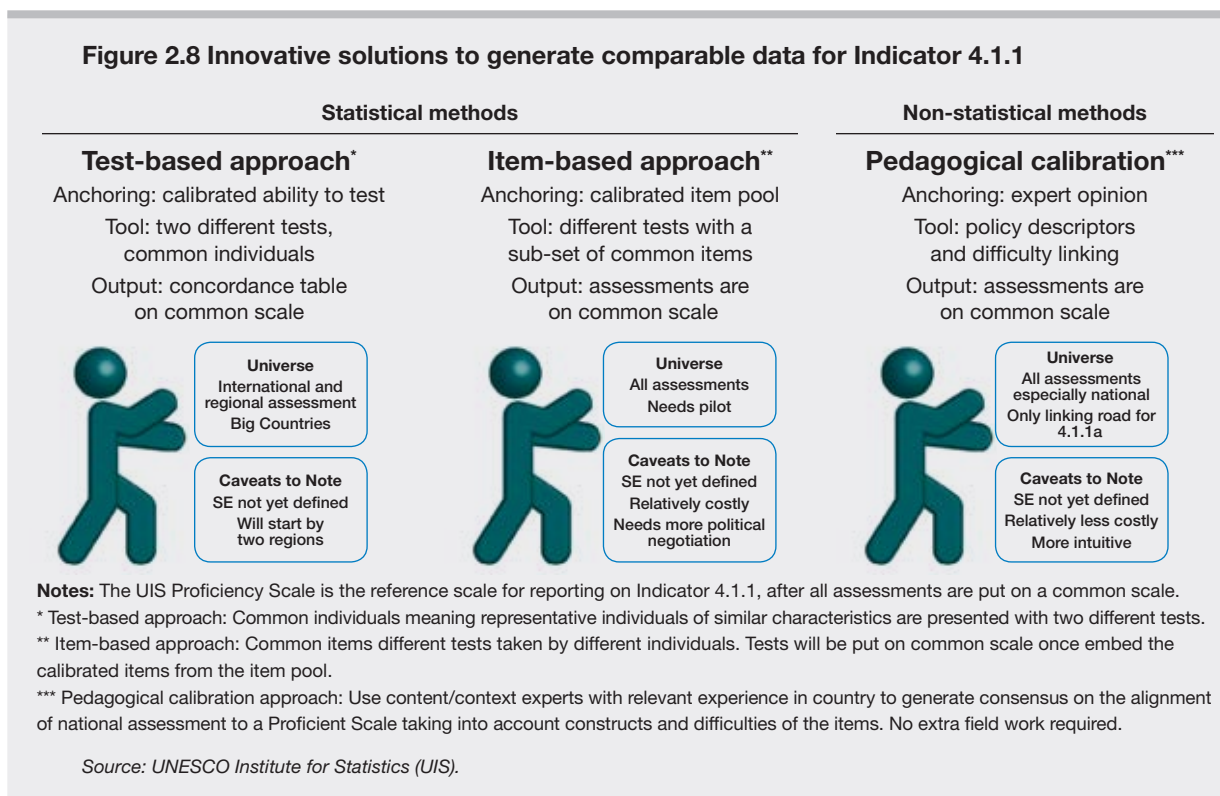 Figure 2.8 Innovative solutions to generate comparable data for Indicator 4.1.1
Statistical methods
Test-based approach*
Anchoring: calibrated ability to test
Tool: two different tests,
common individuals
Output: concordance table
on common scale
Universe
International and
regional assessment
Big Countries
Caveats to Note
SE not yet defined
Will start by
two regions
Item-based approach**
Anchoring: calibrated item pool
Tool: different tests with a
sub-set of common items
Output: assessments are
on common scale
Universe
All assessments
Needs pilot
Caveats to Note
SE not yet defined
Relatively costly
Needs more political
negotiation
Non-statistical methods
Pedagogical calibration***
Anchoring: expert opinion
Tool: policy descriptors
and difficulty linking
Output: assessments are
on common scale
Universe
All assessments
especially national
Only linking road for
4.1.1a
Caveats to Note
SE not yet defined
Relatively less costly
More intuitive
Notes: The UIS Proficiency Scale is the reference scale for reporting on Indicator 4.1.1, after all assessments are put on a common scale.
* Test-based approach: Common individuals meaning representative individuals of similar characteristics are presented with two different tests.
** Item-based approach: Common items different tests taken by different individuals. Tests will be put on common scale once embed the
calibrated items from the item pool.
*** Pedagogical calibration approach: Use content/context experts with relevant experience in country to generate consensus on the alignment
of national assessment to a Proficient Scale taking into account constructs and difficulties of the items. No extra field work required.
Source: UNESCO Institute for Statistics (UIS).